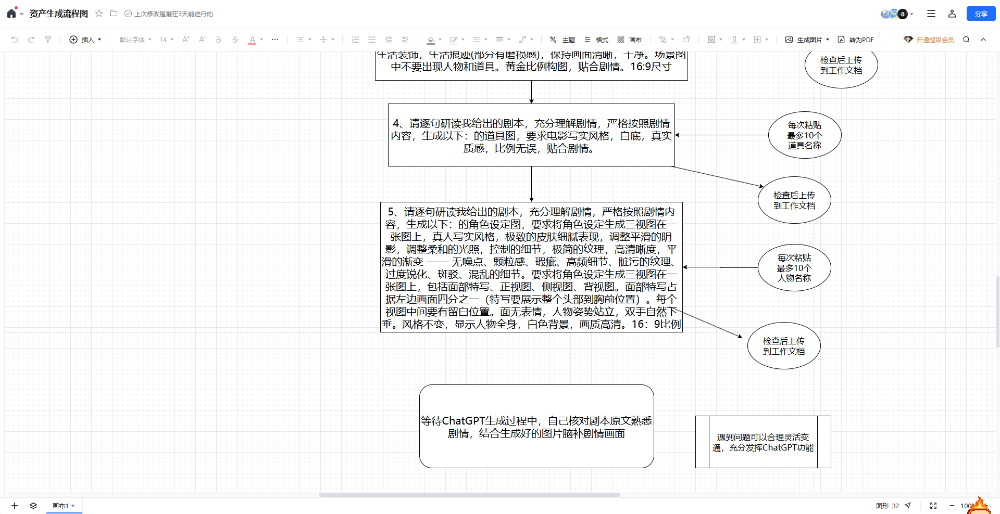 资产生成流程图
上次修改是灑在3天前进行的
8
分享
插入
默认字体
14
主题
格式
画布
生成图片
转为PDF
开通超级会员
生活装饰，生活痕迹(部分有磨损感)，保持画面清晰，干净。场景图
中不要出现人物和道具。黄金比例构图，贴合剧情。16:9尺寸
检查后上传
到工作文档
4、请逐句研读我给出的剧本，充分理解剧情，严格按照剧情
内容，生成以下：的道具图，要求电影写实风格，白底，真实
质感，比例无误，贴合剧情。
每次粘贴
最多10个
道具名称
检查后上传
到工作文档
5、请逐句研读我给出的剧本，充分理解剧情，严格按照剧情内
容，生成以下：的角色设定图，要求将角色设定生成三视图在一
张图上，真人写实风格，极致的皮肤细腻表现，调整平滑的阴
影，调整柔和的光照，控制的细节，极简的纹理，高清晰度，平
滑的渐变 —— 无噪点、颗粒感、瑕疵、高频细节、脏污的纹理、
过度锐化、斑驳、混乱的细节。要求将角色设定生成三视图在一
张图上，包括面部特写、正视图、侧视图、背视图。面部特写占
据左边画面四分之一（特写要展示整个头部到胸前位置）。每个
视图中间要有留白位置。面无表情，人物姿势站立，双手自然下
垂。风格不变，显示人物全身，白色背景，画质高清。16：9比例
每次粘贴
最多10个
人物名称
检查后上传
到工作文档
等待ChatGPT生成过程中，自己核对剧本原文熟悉
剧情，结合生成好的图片脑补剧情画面
遇到问题可以合理灵活变
通，充分发挥ChatGPT功能
画布1
图形: 32
100